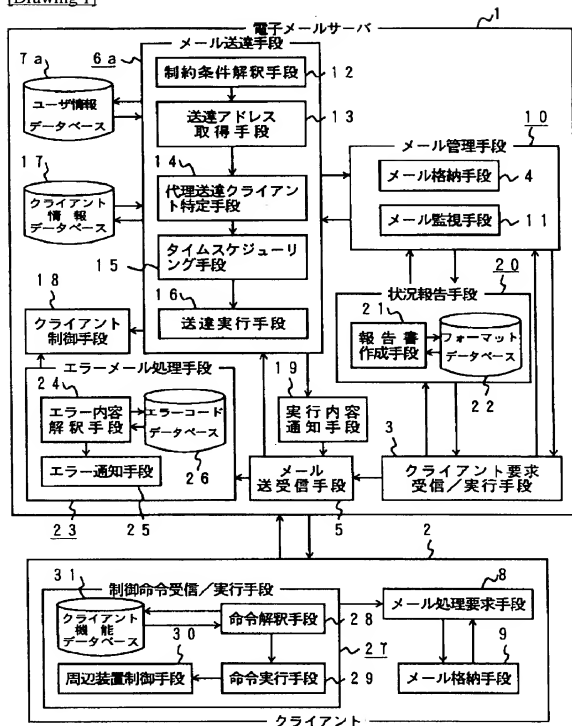 [Drawing 1]
1
電子メールサーバ
7a
ユーザ情報
データベース
17
クライアント
情報
データベース
6a
メール送達手段
制約条件解釈手段
12
送達アドレス
取得手段
13
14
代理送達クライアント
特定手段
タイムスケジューリ
ング手段
15
16
送達実行手段
10
メール管理手段
メール格納手段
4
メール監視手段
11
18
クライアント
制御手段
20
状況報告手段
21
報告書
作成手段
フォーマット
データベース
22
エラーメール処理手段
24
エラー内容
解釈手段
エラーコード
データベース
26
エラー通知手段
25
23
19
実行内容
通知手段
メール
送受信手段
5
3
クライアント要求
受信/実行手段
2
31
制御命令受信/実行手段
クライアント
機能
データベース
命令解釈手段
28
30
周辺装置制御手段
命令実行手段
29
27
8
メール処理要求手段
9
メール格納手段
クライアント